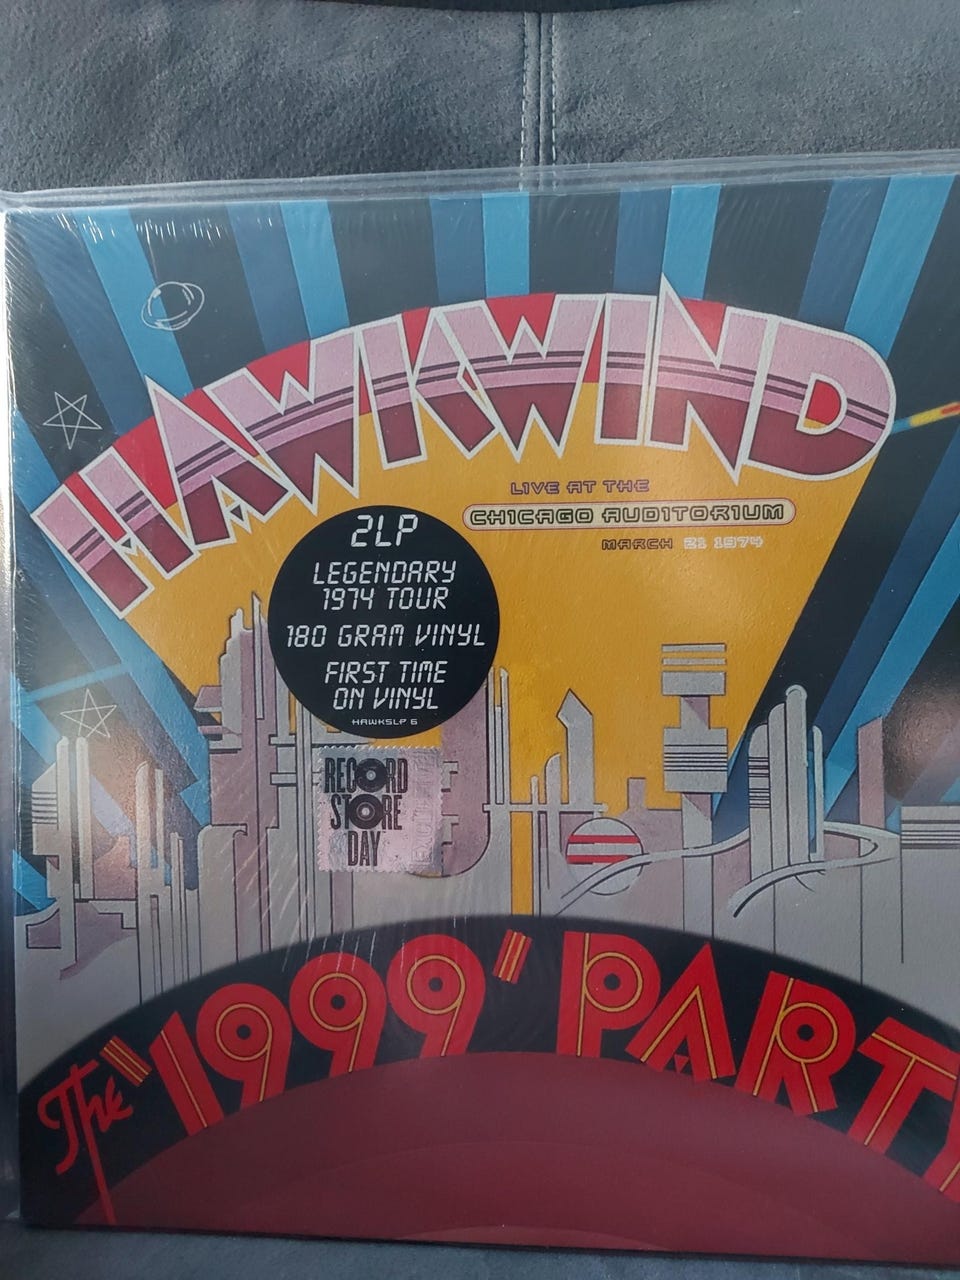 HAWKWIND
LIVE AT THE
CHICAGO AUDITORIUM
MARCH 21 1974
2LP
LEGENDARY
1974 TOUR
180 GRAM VINYL
FIRST TIME
ON VINYL
HAWKSLP 6
RECORD
STORE
DAY
The "1999" PARTY